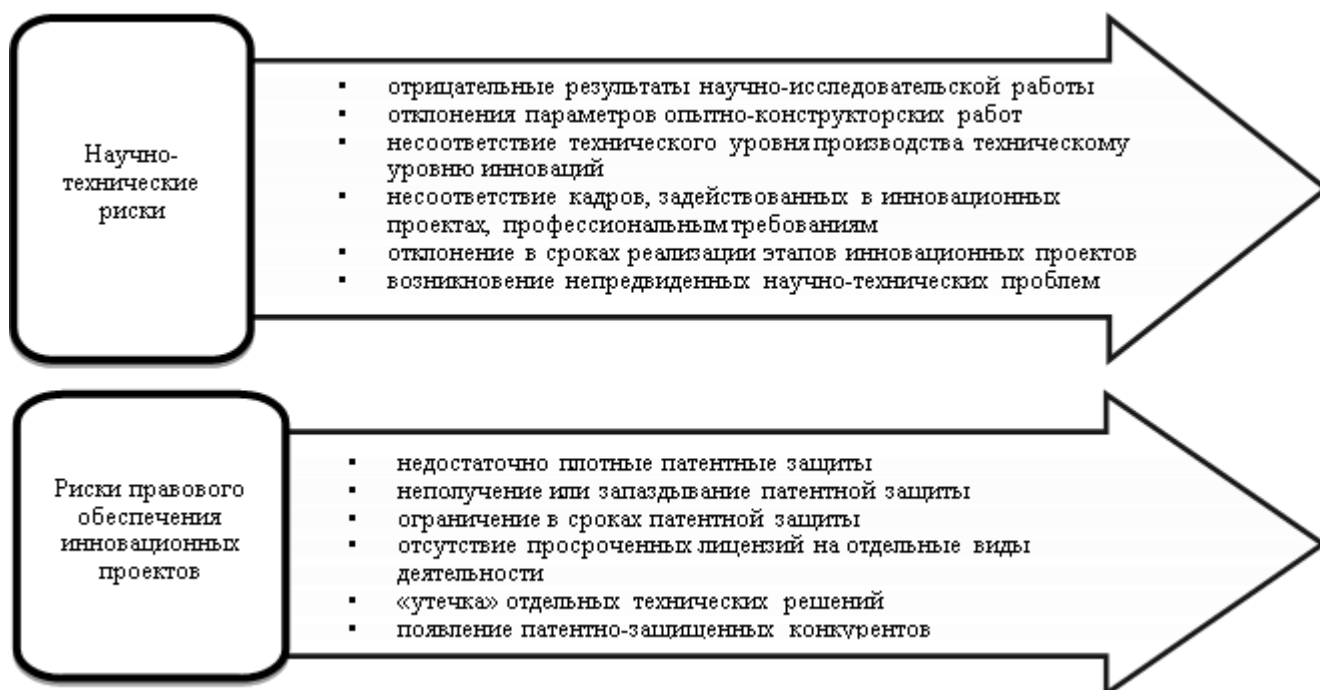 Научно-
технические
риски
▪ отрицательные результаты научно-исследовательской работы
▪ отклонения параметров опытно-конструкторских работ
▪ несоответствие технического уровня производства техническому
уровню инноваций
▪ несоответствие кадров, задействованных в инновационных
проектах, профессиональным требованиям
▪ отклонение в сроках реализации этапов инновационных проектов
▪ возникновение непредвиденных научно-технических проблем
Риски правового
обеспечения
инновационных
проектов
▪ недостаточно плотные патентные защиты
▪ неполучение или запаздывание патентной защиты
▪ ограничение в сроках патентной защиты
▪ отсутствие просроченных лицензий на отдельные виды
деятельности
▪ «утечка» отдельных технических решений
▪ появление патентно-защищенных конкурентов